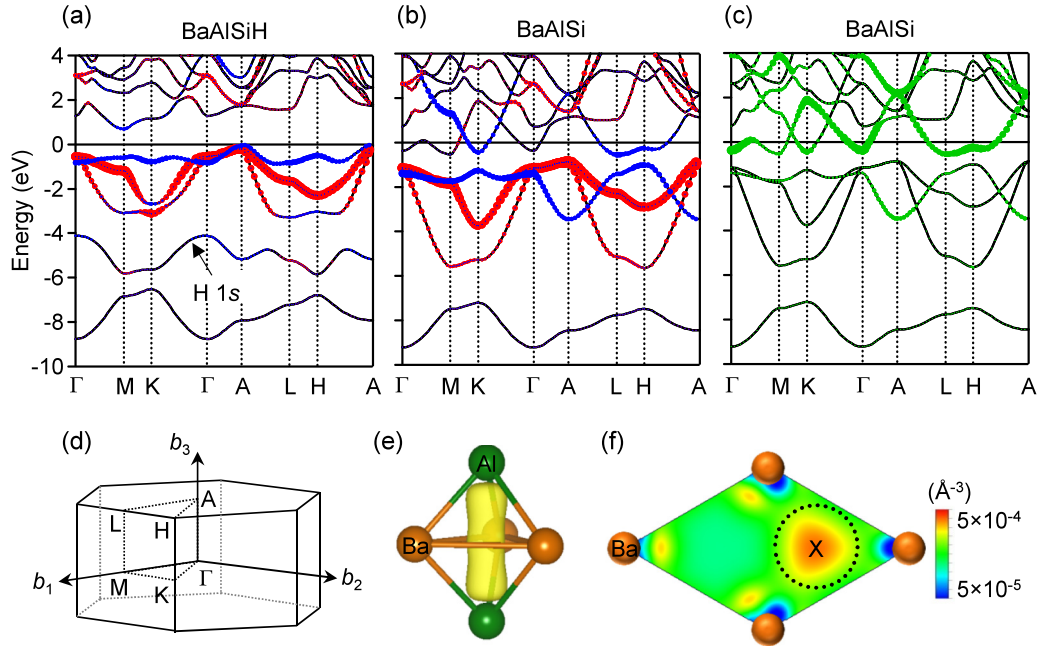 (a) BaAlSiH
(b) BaAlSi
(c) BaAlSi
Energy (eV)
4
2
0
-2
-4
-6
-8
-10
H 1s
Γ M K Γ A L H A
Γ M K Γ A L H A
Γ M K Γ A L H A
(d)
b3
A
L
H
Γ
M
K
b1
b2
(e)
Al
Ba
(f)
Ba
X
(Å-3)
5×10-4
5×10-5